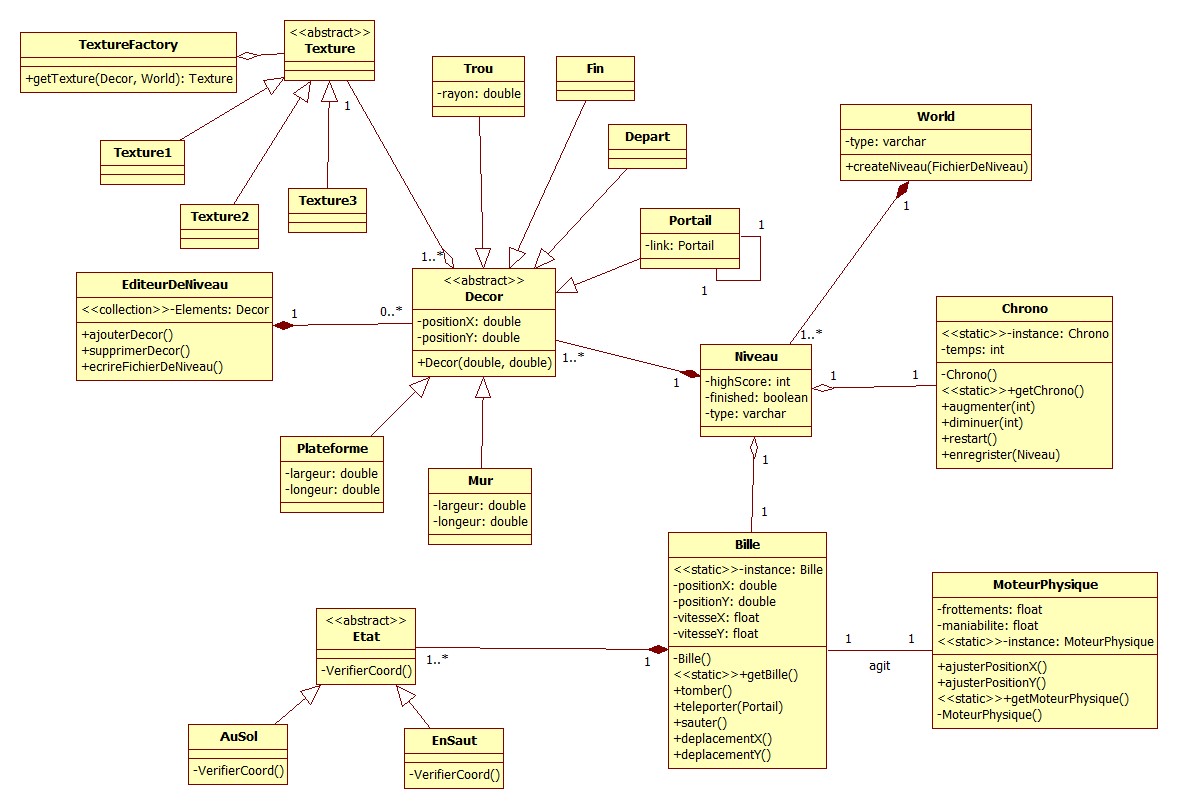 TextureFactory
+getTexture(Decor, World): Texture
<<abstract>>
Texture
Texture1
Texture2
Texture3
1
1..*
Trou
-rayon: double
Fin
Depart
Portail
-link: Portail
1
1
World
-type: varchar
+createNiveau(FichierDeNiveau)
1
1..*
EditeurDeNiveau
<<collection>>-Elements: Decor
+ajouterDecor()
+supprimerDecor()
+ecrireFichierDeNiveau()
1
0..*
<<abstract>>
Decor
-positionX: double
-positionY: double
+Decor(double, double)
1..*
1
Niveau
-highScore: int
-finished: boolean
-type: varchar
1
1
Chrono
<<static>>-instance: Chrono
-temps: int
-Chrono()
<<static>>+getChrono()
+augmenter(int)
+diminuer(int)
+restart()
+enregrister(Niveau)
Plateforme
-largeur: double
-longeur: double
Mur
-largeur: double
-longeur: double
1
1
Bille
<<static>>-instance: Bille
-positionX: double
-positionY: double
-vitesseX: float
-vitesseY: float
-Bille()
<<static>>+getBille()
+tomber()
+teleporter(Portail)
+sauter()
+deplacementX()
+deplacementY()
1
1
agit
MoteurPhysique
-frottements: float
-maniabilite: float
<<static>>-instance: MoteurPhysique
+ajusterPositionX()
+ajusterPositionY()
<<static>>+getMoteurPhysique()
-MoteurPhysique()
<<abstract>>
Etat
-VerifierCoord()
1..*
1
AuSol
-VerifierCoord()
EnSaut
-VerifierCoord()